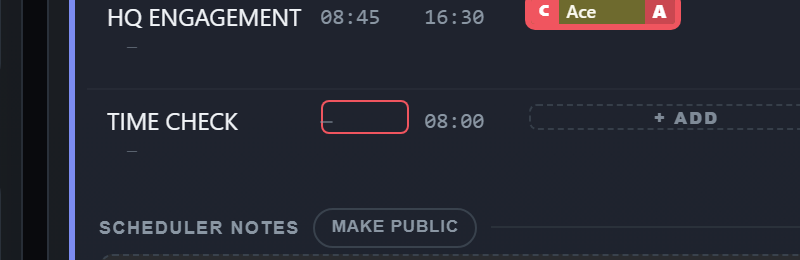 HQ ENGAGEMENT 08:45 16:30 C Ace A
–
TIME CHECK – 08:00 + ADD
–
SCHEDULER NOTES MAKE PUBLIC